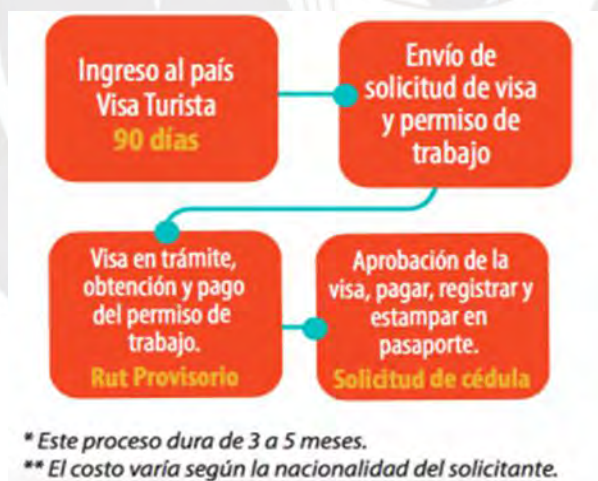 Ingreso al país
Visa Turista
90 días
Envío de
solicitud de visa
y permiso de
trabajo
Visa en trámite,
obtención y pago
del permiso de
trabajo.
Rut Provisorio
Aprobación de la
visa, pagar, registrar y
estampar en
pasaporte.
Solicitud de cédula
* Este proceso dura de 3 a 5 meses.
** El costo varía según la nacionalidad del solicitante.